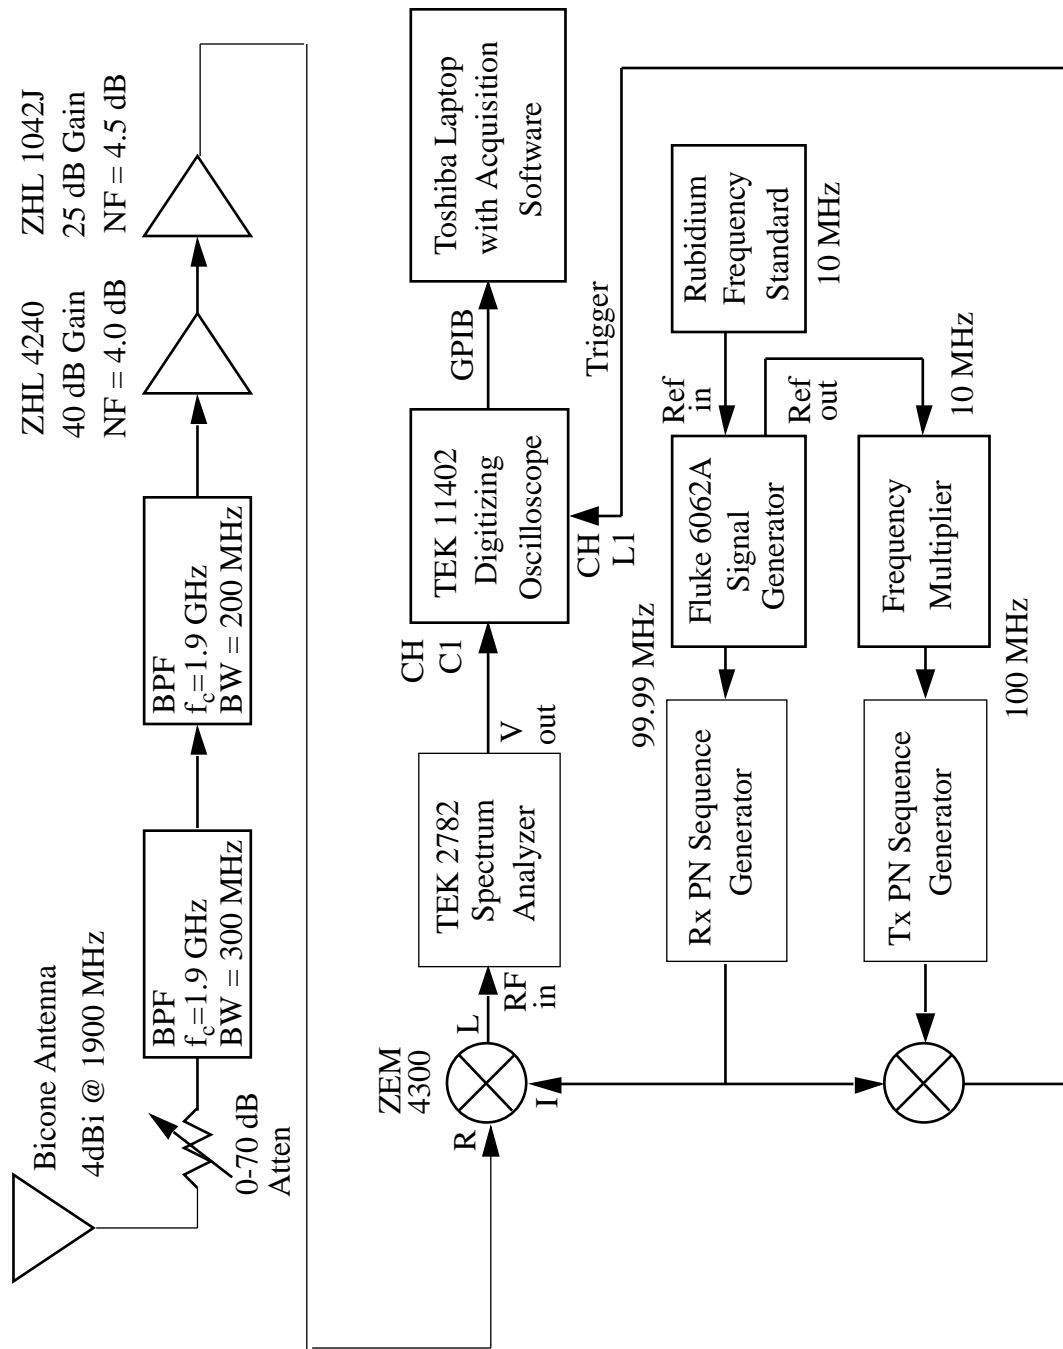 Bicone Antenna
4dBi @ 1900 MHz
0-70 dB
Atten
BPF
fc=1.9 GHz
BW = 300 MHz
BPF
fc=1.9 GHz
BW = 200 MHz
ZHL 4240
40 dB Gain
NF = 4.0 dB
ZHL 1042J
25 dB Gain
NF = 4.5 dB
ZEM
4300
R
L
I
RF
in
TEK 2782
Spectrum
Analyzer
V
out
CH
C1
TEK 11402
Digitizing
Oscilloscope
CH
L1
GPIB
Toshiba Laptop
with Acquisition
Software
Trigger
Rx PN Sequence
Generator
99.99 MHz
Fluke 6062A
Signal
Generator
Ref
in
Ref
out
Rubidium
Frequency
Standard
10 MHz
Tx PN Sequence
Generator
100 MHz
Frequency
Multiplier
10 MHz